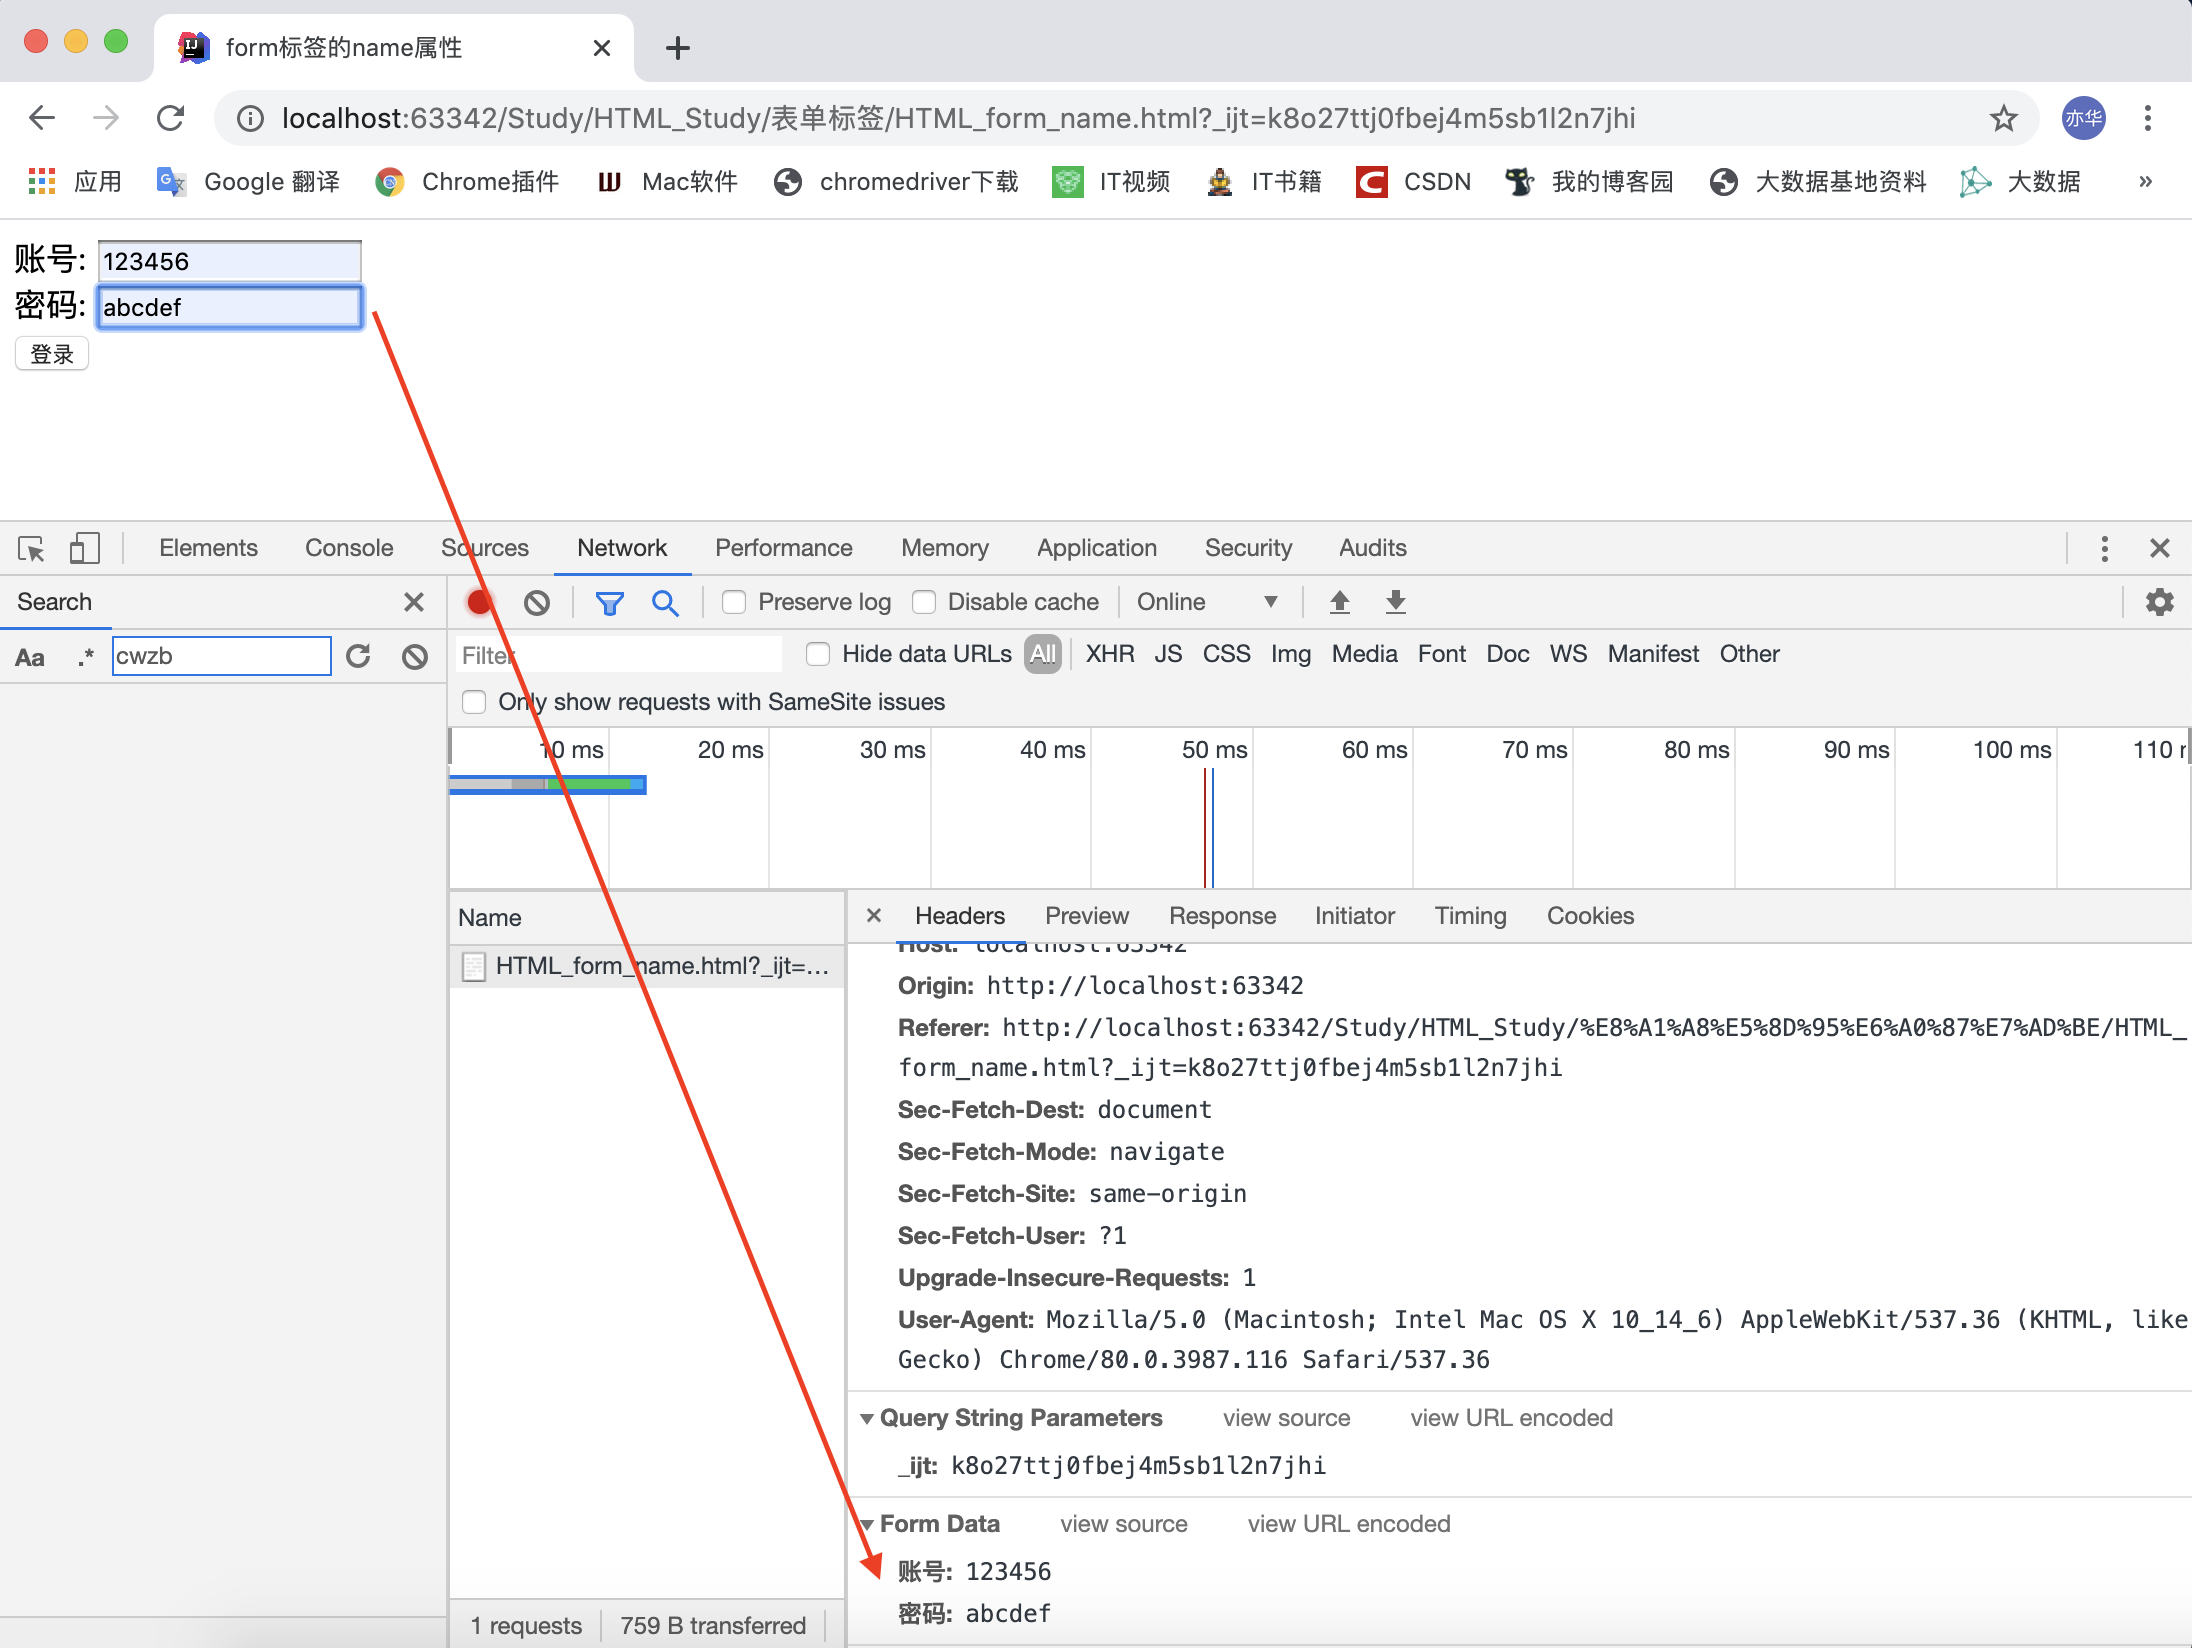 form标签的name属性
localhost:63342/Study/HTML_Study/表单标签/HTML_form_name.html?_ijt=k8o27ttj0fbej4m5sb1l2n7jhi
亦华
应用 Google 翻译 Chrome插件 Mac软件 chromedriver下载 IT视频 IT书籍 CSDN 我的博客园 大数据基地资料 大数据 »
账号: 123456
密码: abcdef
登录
Elements Console Sources Network Performance Memory Application Security Audits
Search
Preserve log Disable cache Online
Aa .* cwzb
Filter Hide data URLs All XHR JS CSS Img Media Font Doc WS Manifest Other
Only show requests with SameSite issues
10 ms 20 ms 30 ms 40 ms 50 ms 60 ms 70 ms 80 ms 90 ms 100 ms 110 r
Name
HTML_form_name.html?_ijt=...
Headers Preview Response Initiator Timing Cookies
Host: localhost:63342
Origin: http://localhost:63342
Referer: http://localhost:63342/Study/HTML_Study/%E8%A1%A8%E5%8D%95%E6%A0%87%E7%AD%BE/HTML_
form_name.html?_ijt=k8o27ttj0fbej4m5sb1l2n7jhi
Sec-Fetch-Dest: document
Sec-Fetch-Mode: navigate
Sec-Fetch-Site: same-origin
Sec-Fetch-User: ?1
Upgrade-Insecure-Requests: 1
User-Agent: Mozilla/5.0 (Macintosh; Intel Mac OS X 10_14_6) AppleWebKit/537.36 (KHTML, like
Gecko) Chrome/80.0.3987.116 Safari/537.36
Query String Parameters view source view URL encoded
_ijt: k8o27ttj0fbej4m5sb1l2n7jhi
Form Data view source view URL encoded
账号: 123456
密码: abcdef
1 requests 759 B transferred